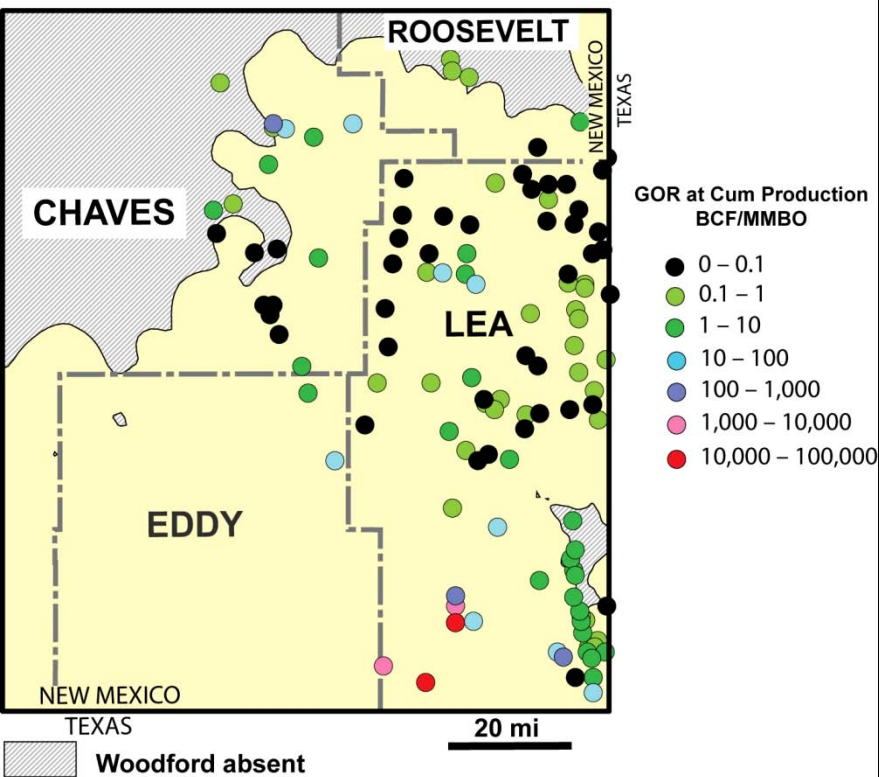 ROOSEVELT
NEW MEXICO
TEXAS
CHAVES
LEA
EDDY
NEW MEXICO
TEXAS
20 mi
Woodford absent
GOR at Cum Production
BCF/MMBO
0 – 0.1
0.1 – 1
1 – 10
10 – 100
100 – 1,000
1,000 – 10,000
10,000 – 100,000